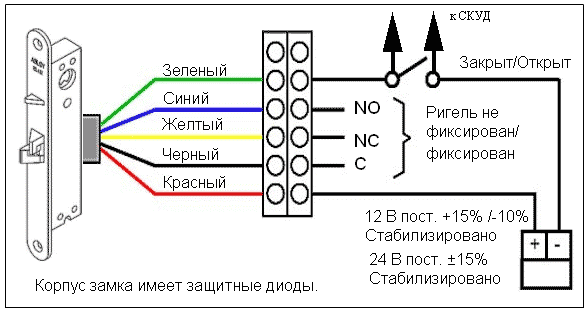 к СКУД
Зеленый
Закрыт/Открыт
Синий
NO
Ригель не
фиксирован/
фиксирован
Желтый
NC
Черный
C
Красный
12 В пост. +15% /-10%
Стабилизировано
+ -
24 В пост. ±15%
Стабилизировано
Корпус замка имеет защитные диоды.
ABLOY